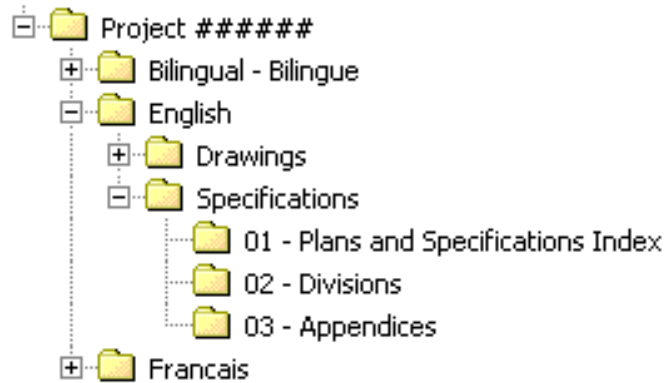 Project ######
Bilingual - Bilingue
English
Drawings
Specifications
01 - Plans and Specifications Index
02 - Divisions
03 - Appendices
Francais